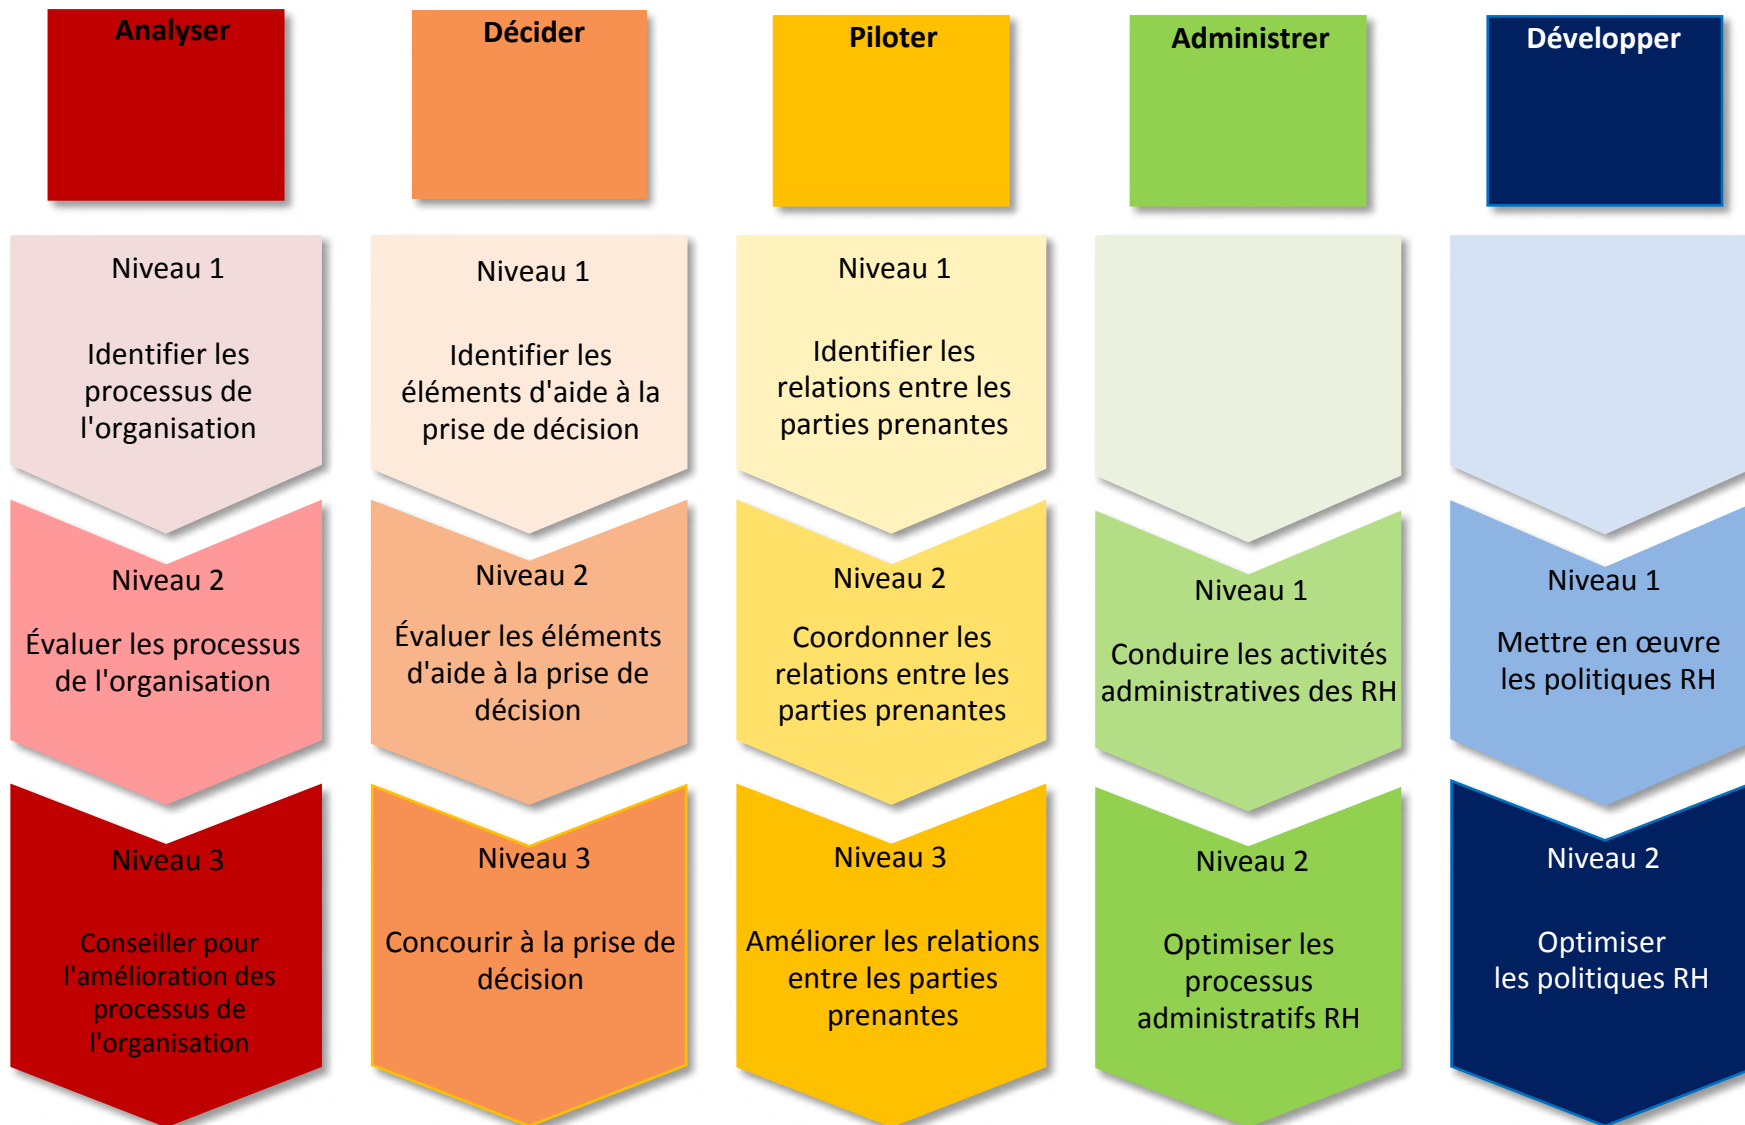 Analyser
Décider
Piloter
Administrer
Développer
Niveau 1
Identifier les
processus de
l'organisation
Niveau 1
Identifier les
éléments d'aide à la
prise de décision
Niveau 1
Identifier les
relations entre les
parties prenantes
Niveau 2
Évaluer les processus
de l'organisation
Niveau 2
Évaluer les éléments
d'aide à la prise de
décision
Niveau 2
Coordonner les
relations entre les
parties prenantes
Niveau 1
Conduire les activités
administratives des RH
Niveau 1
Mettre en œuvre
les politiques RH
Niveau 3
Conseiller pour
l'amélioration des
processus de
l'organisation
Niveau 3
Concourir à la prise de
décision
Niveau 3
Améliorer les relations
entre les parties
prenantes
Niveau 2
Optimiser les
processus
administratifs RH
Niveau 2
Optimiser
les politiques RH